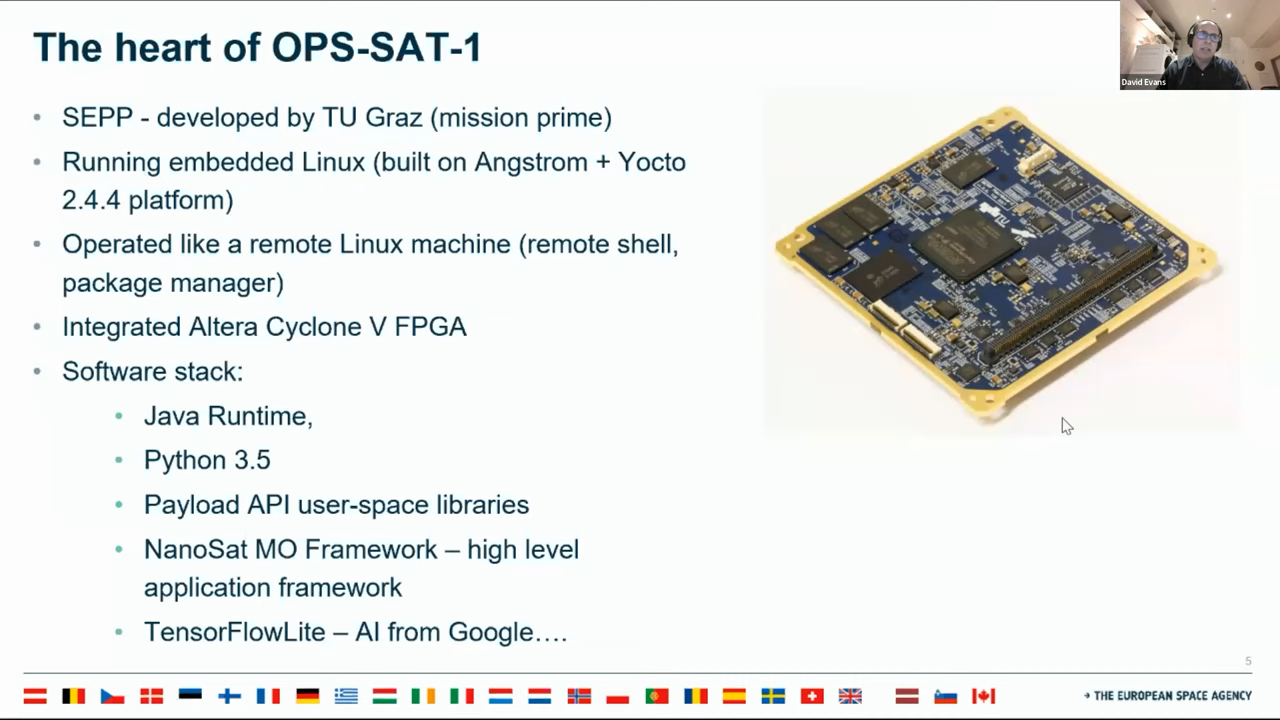 The heart of OPS-SAT-1
David Evans
• SEPP - developed by TU Graz (mission prime)
• Running embedded Linux (built on Angstrom + Yocto
2.4.4 platform)
• Operated like a remote Linux machine (remote shell,
package manager)
• Integrated Altera Cyclone V FPGA
• Software stack:
• Java Runtime,
• Python 3.5
• Payload API user-space libraries
• NanoSat MO Framework – high level
application framework
• TensorFlowLite – AI from Google….
5
→ THE EUROPEAN SPACE AGENCY